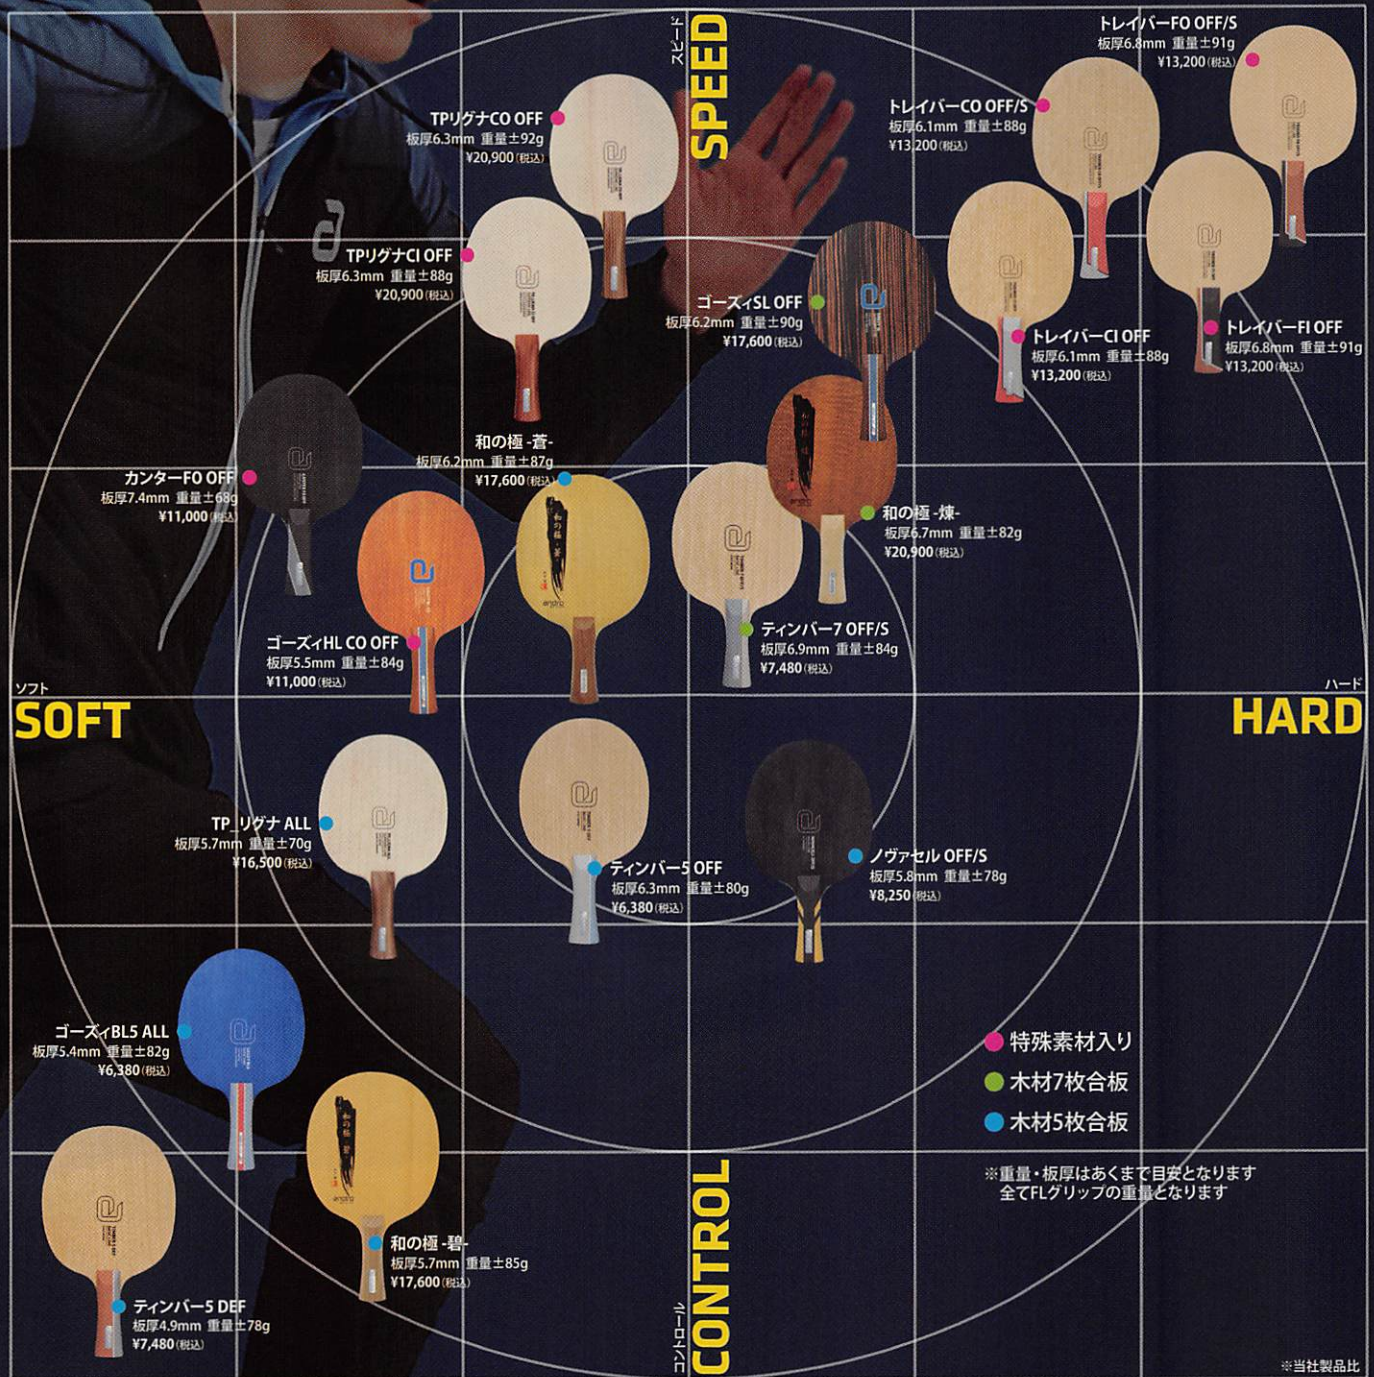 スピード
SPEED
トレイバーFO OFF/S
板厚6.8mm 重量±91g
¥13,200(税込)
TPリグナCO OFF
板厚6.3mm 重量±92g
¥20,900(税込)
トレイバーCO OFF/S
板厚6.1mm 重量±88g
¥13,200(税込)
TPリグナCI OFF
板厚6.3mm 重量±88g
¥20,900(税込)
ゴーズィSL OFF
板厚6.2mm 重量±90g
¥17,600(税込)
トレイバーCI OFF
板厚6.1mm 重量±88g
¥13,200(税込)
トレイバーFI OFF
板厚6.8mm 重量±91g
¥13,200(税込)
和の極 -蒼-
板厚6.2mm 重量±87g
¥17,600(税込)
カンターFO OFF
板厚7.4mm 重量±68g
¥11,000(税込)
和の極 -煉-
板厚6.7mm 重量±82g
¥20,900(税込)
ゴーズィHL CO OFF
板厚5.5mm 重量±84g
¥11,000(税込)
ティンバー7 OFF/S
板厚6.9mm 重量±84g
¥7,480(税込)
ソフト
SOFT
ハード
HARD
TP_リグナ ALL
板厚5.7mm 重量±70g
¥16,500(税込)
ティンバー5 OFF
板厚6.3mm 重量±80g
¥6,380(税込)
ノヴァセル OFF/S
板厚5.8mm 重量±78g
¥8,250(税込)
ゴーズィBL5 ALL
板厚5.4mm 重量±82g
¥6,380(税込)
特殊素材入り
木材7枚合板
木材5枚合板
※重量・板厚はあくまで目安となります
全てFLグリップの重量となります
和の極 -碧-
板厚5.7mm 重量±85g
¥17,600(税込)
ティンバー5 DEF
板厚4.9mm 重量±78g
¥7,480(税込)
コントロール
CONTROL
※当社製品比